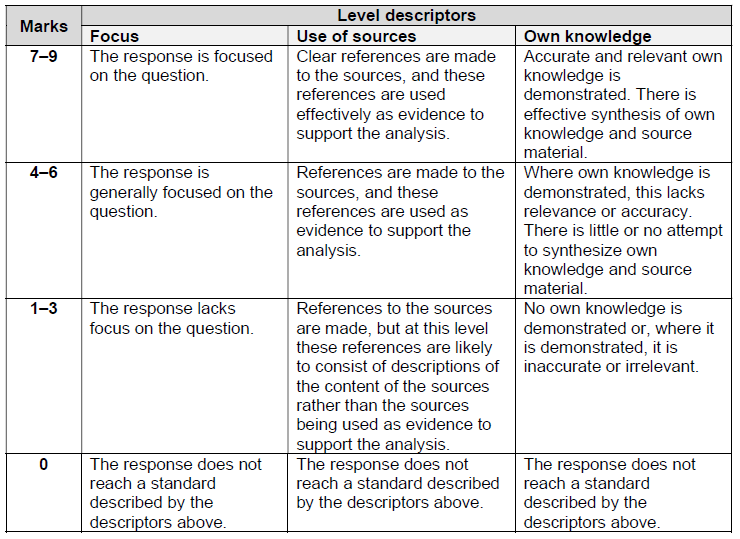 Marks
Level descriptors
Focus
Use of sources
Own knowledge
7–9
The response is focused
on the question.
Clear references are made
to the sources, and these
references are used
effectively as evidence to
support the analysis.
Accurate and relevant own
knowledge is
demonstrated. There is
effective synthesis of own
knowledge and source
material.
4–6
The response is
generally focused on the
question.
References are made to the
sources, and these
references are used as
evidence to support the
analysis.
Where own knowledge is
demonstrated, this lacks
relevance or accuracy.
There is little or no attempt
to synthesize own
knowledge and source
material.
1–3
The response lacks
focus on the question.
References to the sources
are made, but at this level
these references are likely
to consist of descriptions of
the content of the sources
rather than the sources
being used as evidence to
support the analysis.
No own knowledge is
demonstrated or, where it
is demonstrated, it is
inaccurate or irrelevant.
0
The response does not
reach a standard
described by the
descriptors above.
The response does not
reach a standard described
by the descriptors above.
The response does not
reach a standard
described by the
descriptors above.